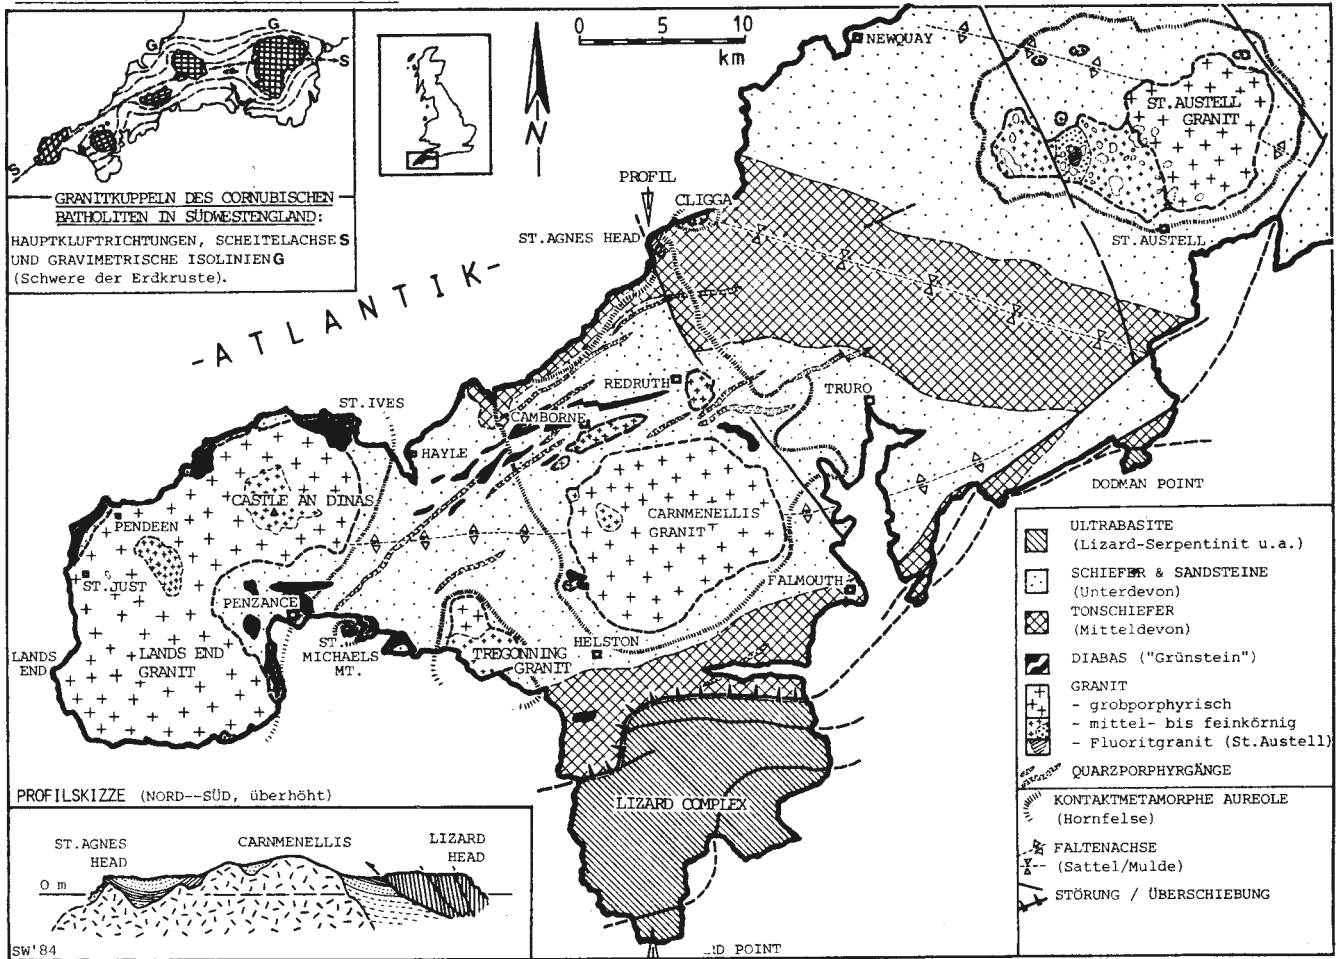 G
G
S
S
GRANITKUPPELN DES CORNUBISCHEN
BATHOLITEN IN SÜDWESTENGLAND:
HAUPTKLUFTRICHTUNGEN, SCHEITELACHSE S
UND GRAVIMETRISCHE ISOLINIEN G
(Schwere der Erdkruste).
N
0 5 10
km
NEWQUAY
ST.AUSTELL
GRANIT
ST.AUSTELL
PROFIL
CLIGGA
ST.AGNES HEAD
-ATLANTIK-
REDRUTH
TRURO
ST.IVES
CAMBORNE
HAYLE
CASTLE AN DINAS
CARNMENELLIS
GRANIT
DODMAN POINT
PENDEEN
ST.JUST
PENZANCE
FALMOUTH
LANDS
END
LANDS END
GRANIT
ST.
MICHAELS
MT.
HELSTON
TREGONNING
GRANIT
LIZARD COMPLEX
RD POINT
ULTRABASITE
(Lizard-Serpentinit u.a.)
SCHIEFER & SANDSTEINE
(Unterdevon)
TONSCHIEFER
(Mitteldevon)
DIABAS ("Grünstein")
GRANIT
- grobporphyrisch
- mittel- bis feinkörnig
- Fluoritgranit (St.Austell)
QUARZPORPHYRGÄNGE
KONTAKTMETAMORPHE AUREOLE
(Hornfelse)
FALTENACHSE
(Sattel/Mulde)
STÖRUNG / ÜBERSCHIEBUNG
PROFILSKIZZE (NORD--SÜD, überhöht)
ST.AGNES
HEAD
CARNMENELLIS
LIZARD
HEAD
0 m
SW'84